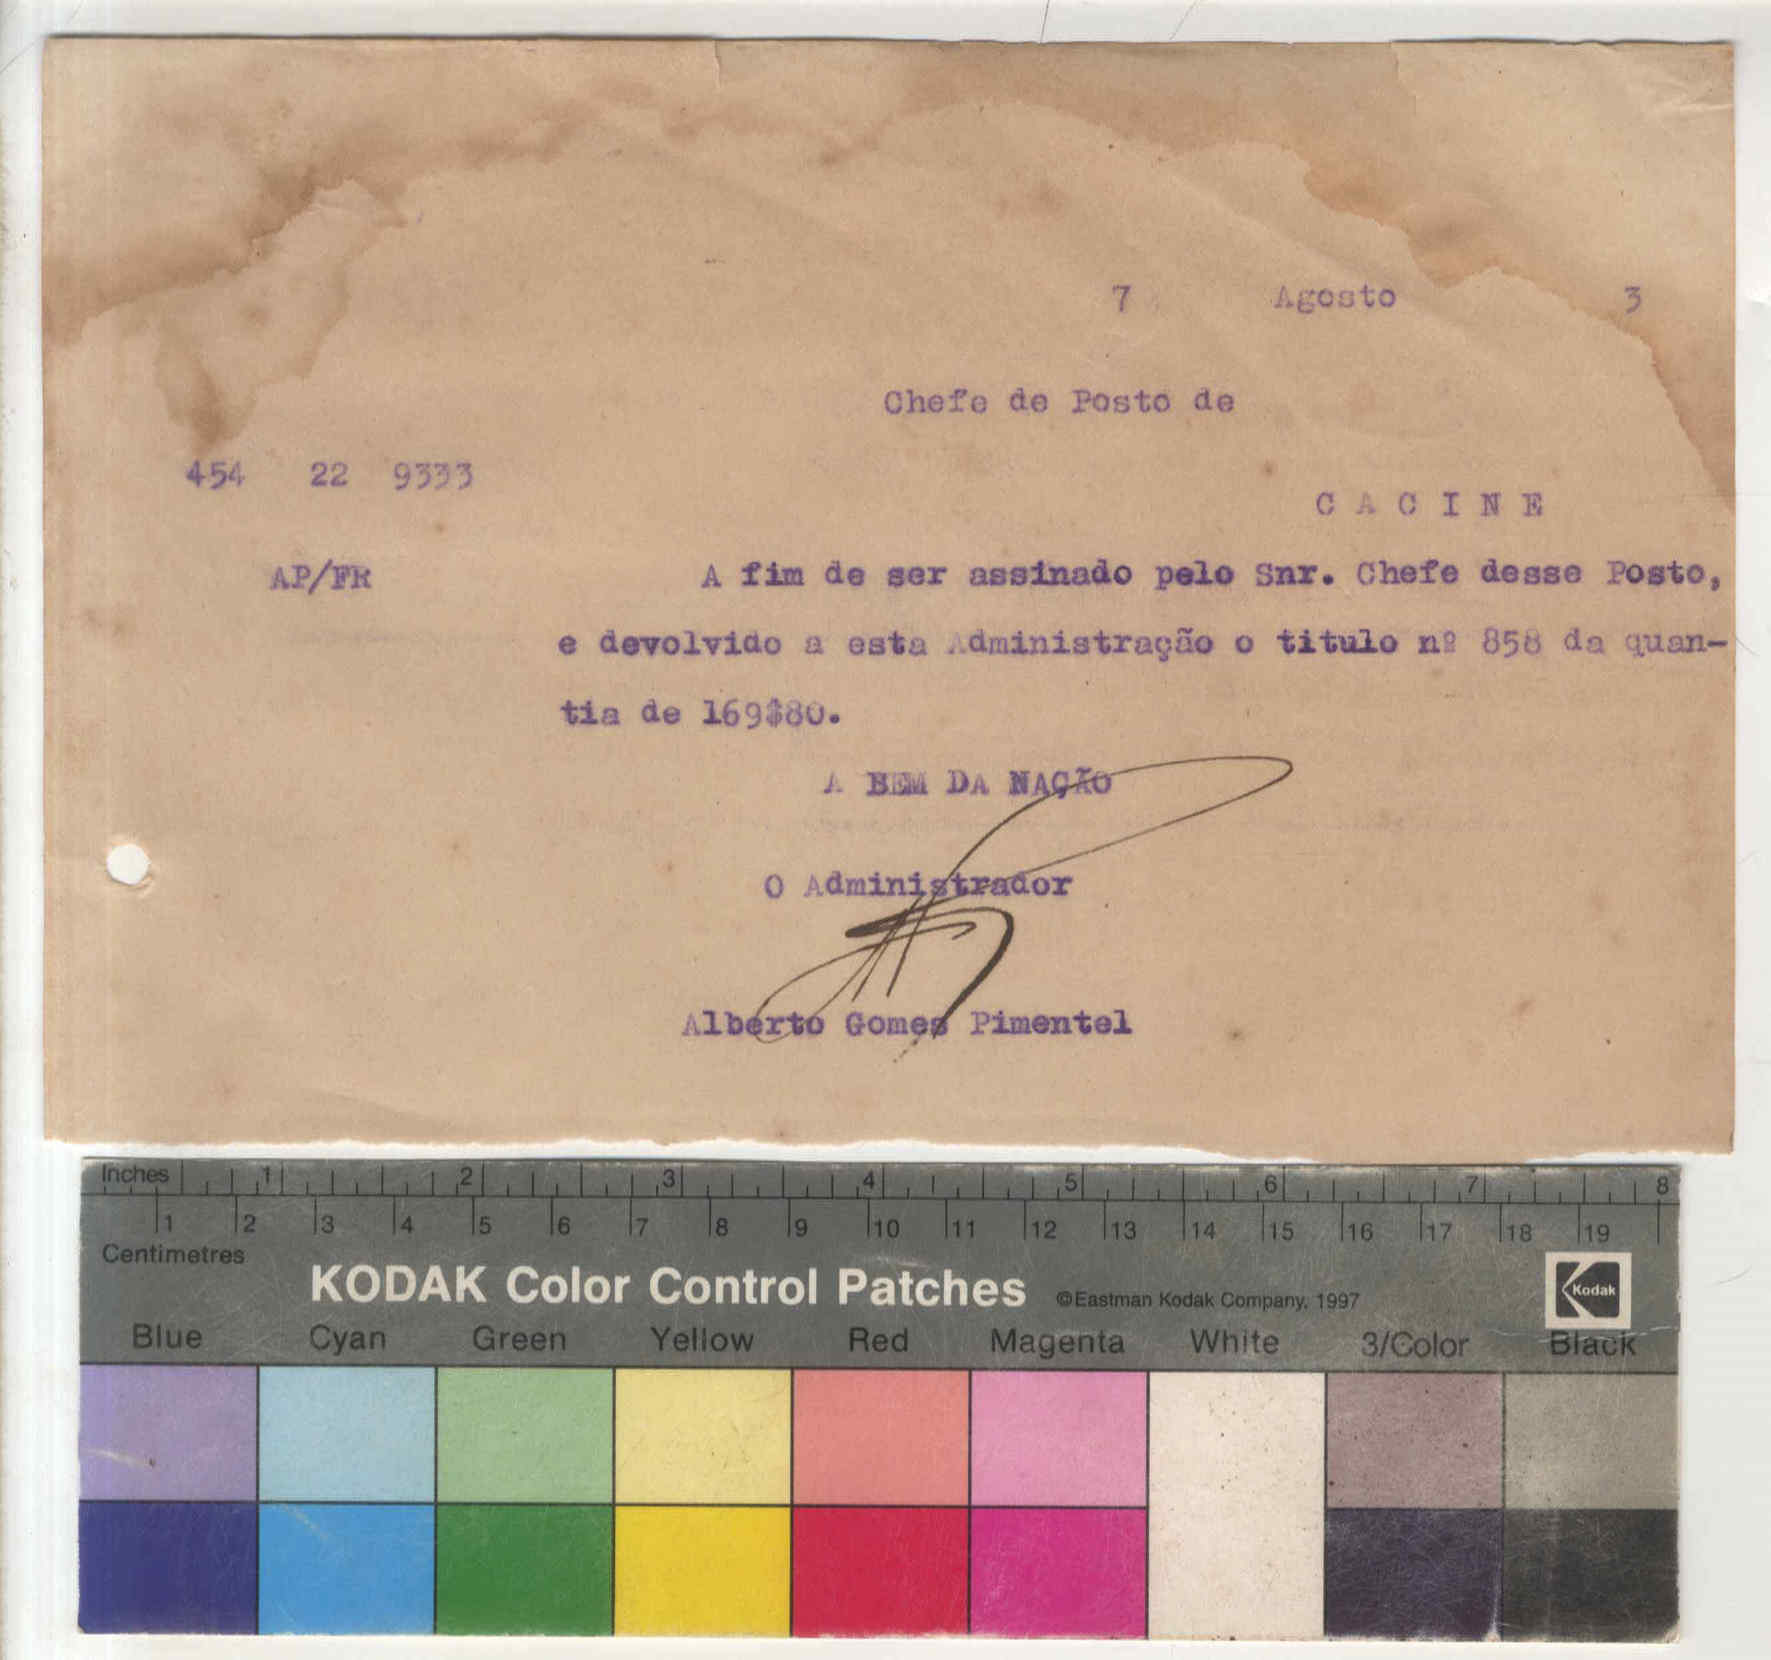 7 Agosto 3
Chefe de Posto de
454 22 9333
C A C I N E
AP/FR A fim de ser assinado pelo Snr. Chefe desse Posto,
e devolvido a esta Administração o titulo nº 858 da quan-
tia de 169$80.
A BEM DA NAÇÃO
O Administrador
Alberto Gomes Pimentel
Inches 1 2 3 4 5 6 7 8
1 2 3 4 5 6 7 8 9 10 11 12 13 14 15 16 17 18 19
Centimetres
KODAK Color Control Patches ©Eastman Kodak Company, 1997 Kodak
Blue Cyan Green Yellow Red Magenta White 3/Color Black